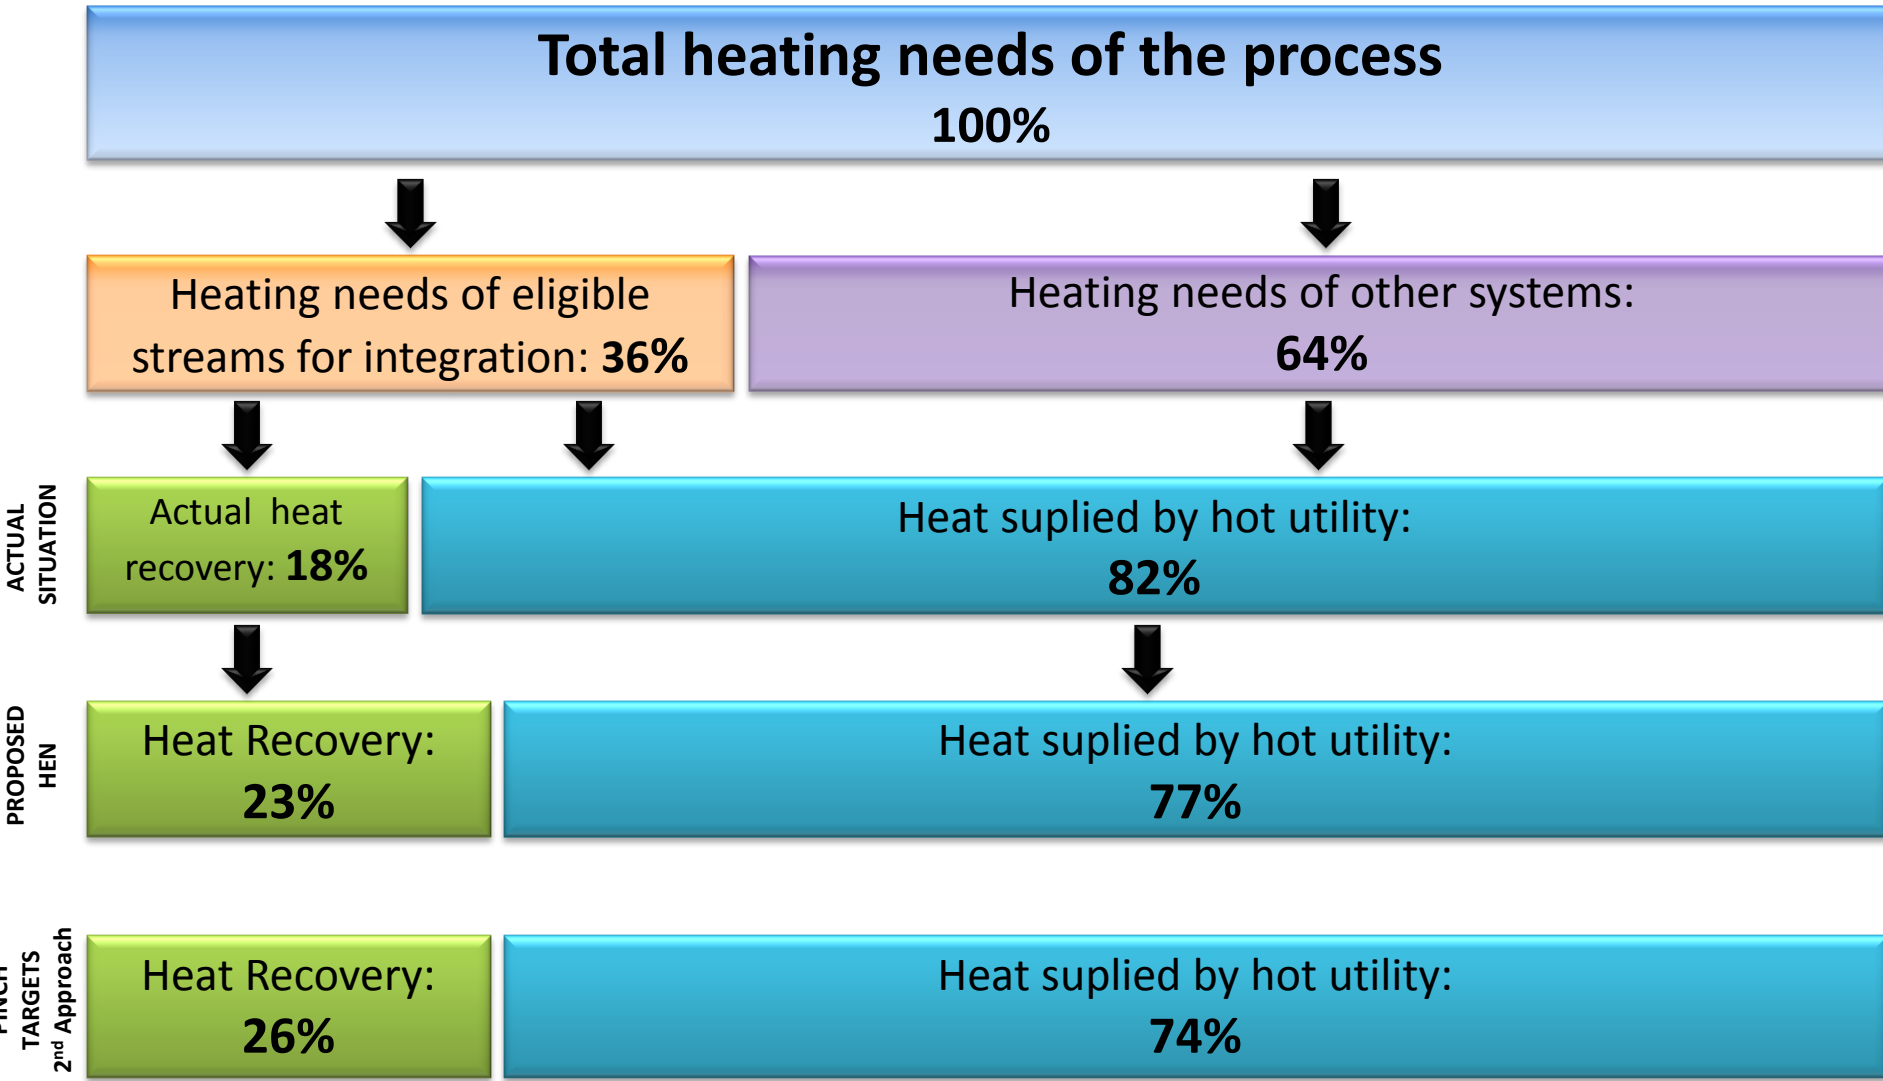 Total heating needs of the process
100%
Heating needs of eligible
streams for integration: 36%
Heating needs of other systems:
64%
ACTUAL
SITUATION
Actual heat
recovery: 18%
Heat suplied by hot utility:
82%
PROPOSED
HEN
Heat Recovery:
23%
Heat suplied by hot utility:
77%
PINCH
TARGETS
2nd Approach
Heat Recovery:
26%
Heat suplied by hot utility:
74%